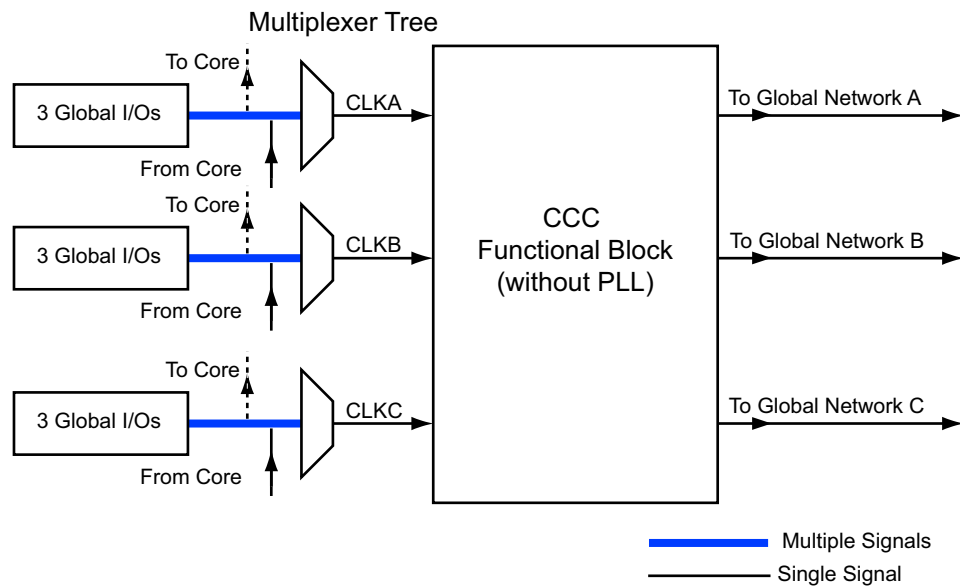 Multiplexer Tree
To Core
3 Global I/Os
CLKA
From Core
To Core
3 Global I/Os
CLKB
From Core
To Core
3 Global I/Os
CLKC
From Core
CCC
Functional Block
(without PLL)
To Global Network A
To Global Network B
To Global Network C
Multiple Signals
Single Signal